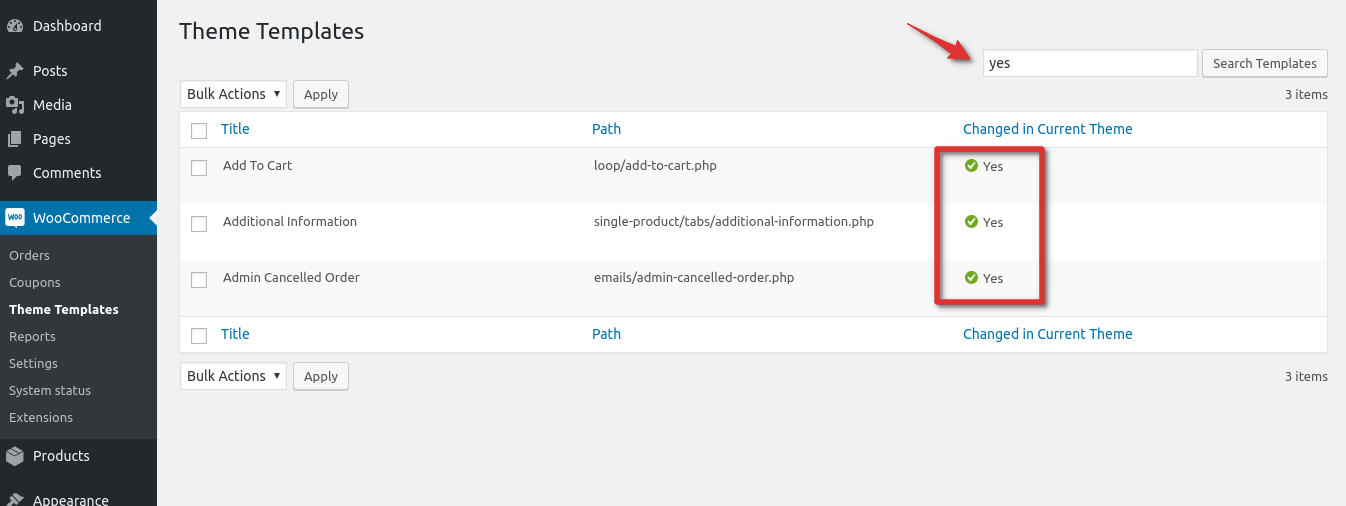 Dashboard
Posts
Media
Pages
Comments
WOO WooCommerce
Orders
Coupons
Theme Templates
Reports
Settings
System status
Extensions
Products
Appearance
Theme Templates
yes Search Templates
Bulk Actions Apply 3 items
Title Path Changed in Current Theme
Add To Cart loop/add-to-cart.php Yes
Additional Information single-product/tabs/additional-information.php Yes
Admin Cancelled Order emails/admin-cancelled-order.php Yes
Title Path Changed in Current Theme
Bulk Actions Apply 3 items